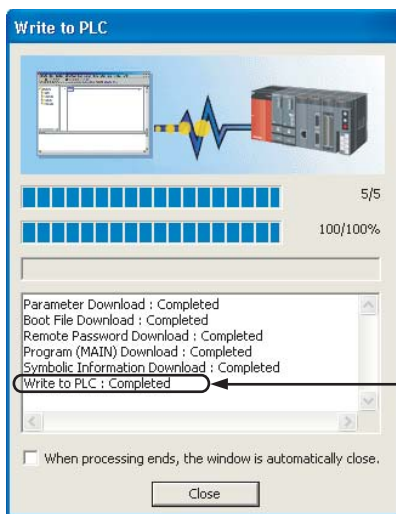 Write to PLC
5/5
100/100%
Parameter Download : Completed
Boot File Download : Completed
Remote Password Download : Completed
Program (MAIN) Download : Completed
Symbolic Information Download : Completed
Write to PLC : Completed
When processing ends, the window is automatically close.
Close